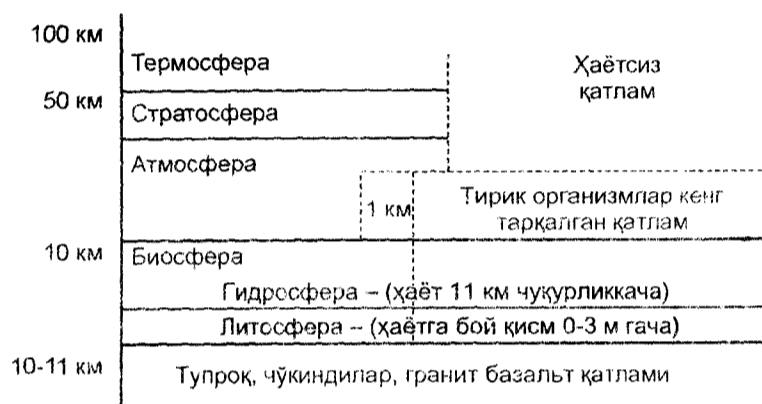 100 км
Термосфера
Ҳаётсиз
қатлам
50 км
Стратосфера
Атмосфера
1 км
Тирик организмлар кенг
тарқалган қатлам
10 км
Биосфера
Гидросфера – (ҳаёт 11 км чуқурликкача)
Литосфера – (ҳаётга бой қисм 0-3 м гача)
10-11 км
Тупроқ, чўкиндилар, гранит базальт қатлами